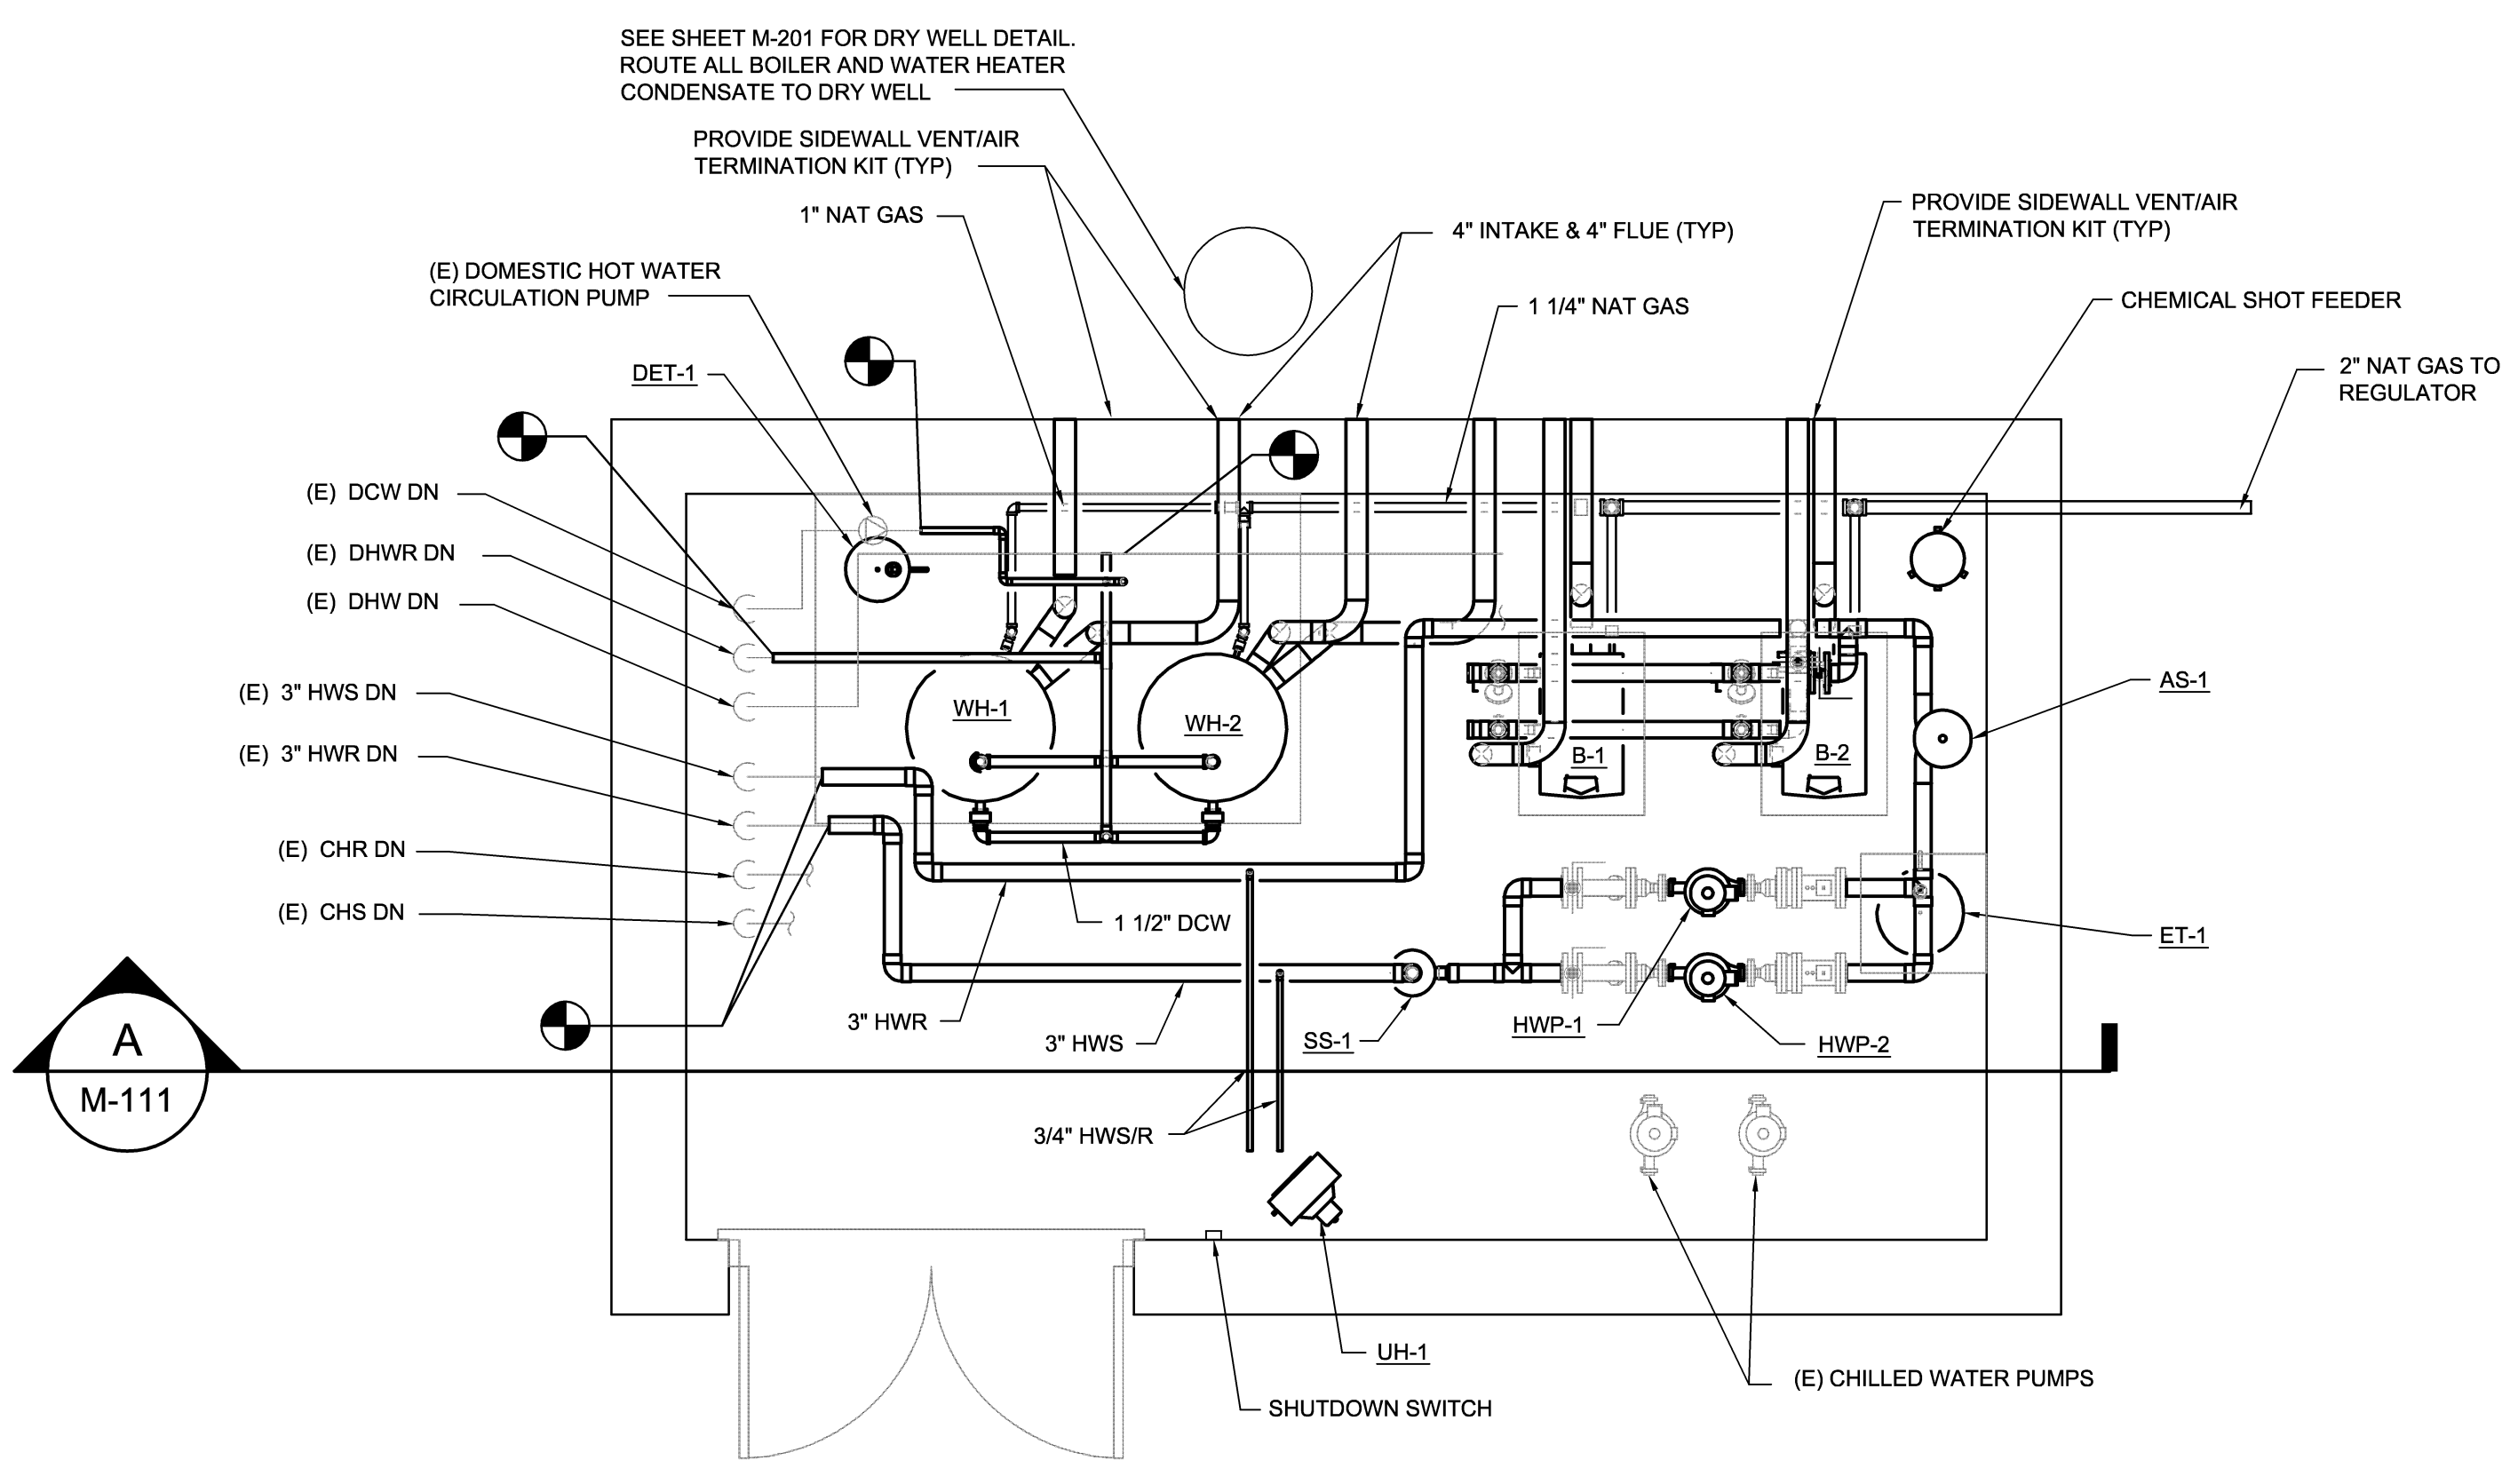 SEE SHEET M-201 FOR DRY WELL DETAIL.
ROUTE ALL BOILER AND WATER HEATER
CONDENSATE TO DRY WELL
PROVIDE SIDEWALL VENT/AIR
TERMINATION KIT (TYP)
1" NAT GAS
(E) DOMESTIC HOT WATER
CIRCULATION PUMP
DET-1
4" INTAKE & 4" FLUE (TYP)
1 1/4" NAT GAS
PROVIDE SIDEWALL VENT/AIR
TERMINATION KIT (TYP)
CHEMICAL SHOT FEEDER
2" NAT GAS TO
REGULATOR
(E) DCW DN
(E) DHWR DN
(E) DHW DN
(E) 3" HWS DN
(E) 3" HWR DN
(E) CHR DN
(E) CHS DN
WH-1
WH-2
B-1
B-2
AS-1
ET-1
1 1/2" DCW
3" HWR
3" HWS
SS-1
HWP-1
HWP-2
A
M-111
3/4" HWS/R
UH-1
SHUTDOWN SWITCH
(E) CHILLED WATER PUMPS